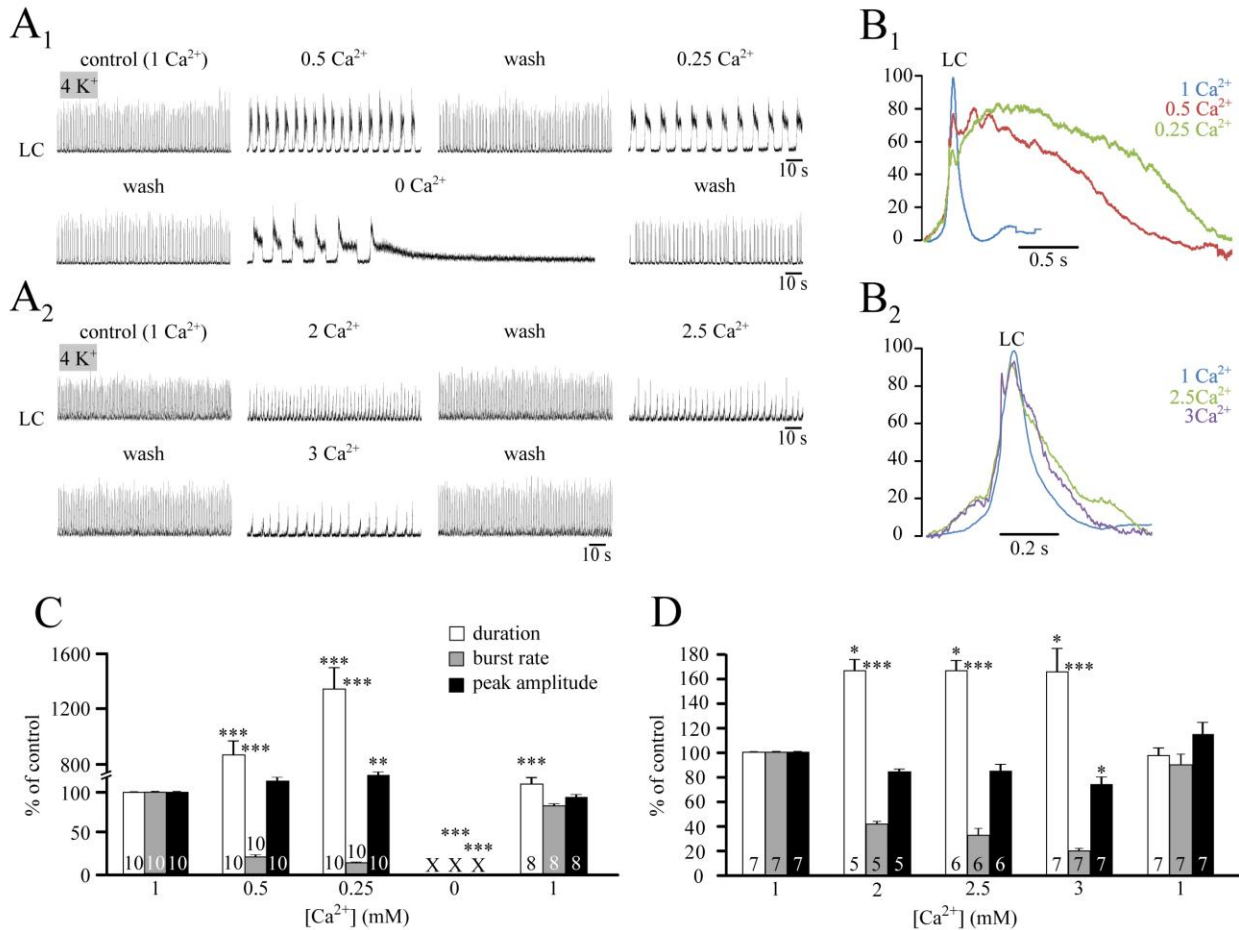 A1
control (1 Ca²⁺)
0.5 Ca²⁺
wash
0.25 Ca²⁺
4 K⁺
LC
10 s
wash
0 Ca²⁺
wash
10 s
B1
LC
1 Ca²⁺
0.5 Ca²⁺
0.25 Ca²⁺
100
80
60
40
20
0
0.5 s
A2
control (1 Ca²⁺)
2 Ca²⁺
wash
2.5 Ca²⁺
4 K⁺
LC
10 s
wash
3 Ca²⁺
wash
10 s
B2
LC
1 Ca²⁺
2.5Ca²⁺
3Ca²⁺
100
80
60
40
20
0
0.2 s
C
duration
burst rate
peak amplitude
% of control
1600
1200
800
100
50
0
*** *** *** *** ** *** *** ***
10 10 10 10 10 10 10 10 10 X X X 8 8 8
1 0.5 0.25 0 1
[Ca²⁺] (mM)
D
% of control
180
160
140
120
100
80
60
40
20
0
* *** * *** * *** *
7 7 7 5 5 5 6 6 6 7 7 7 7 7 7
1 2 2.5 3 1
[Ca²⁺] (mM)